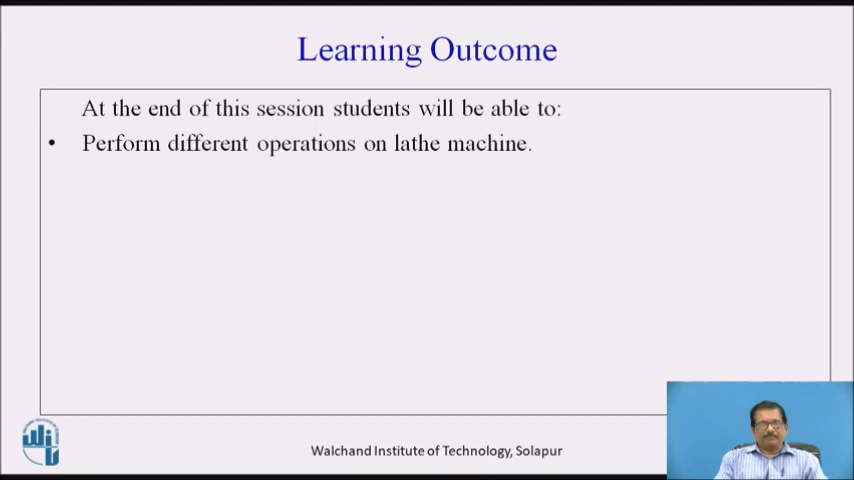 Learning Outcome
At the end of this session students will be able to:
• Perform different operations on lathe machine.
Walchand Institute of Technology, Solapur